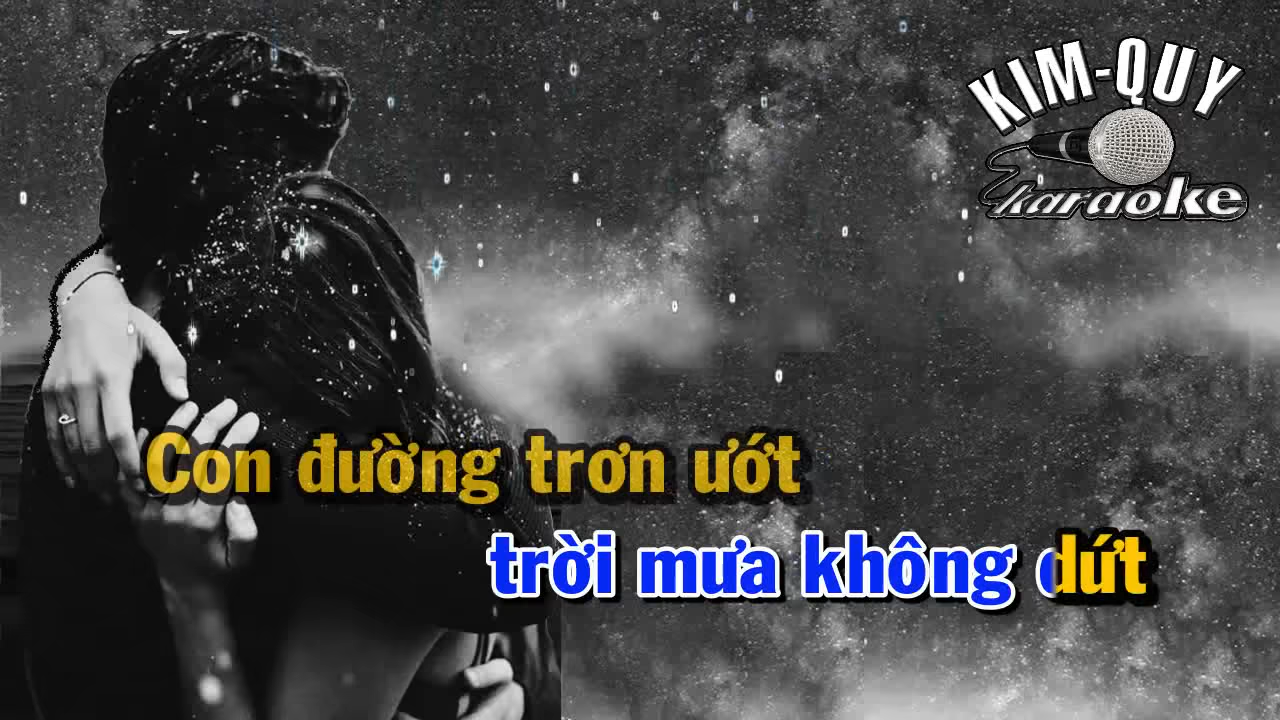 KIM-QUY
karaoke
Con đường trơn ướt
trời mưa không dứt